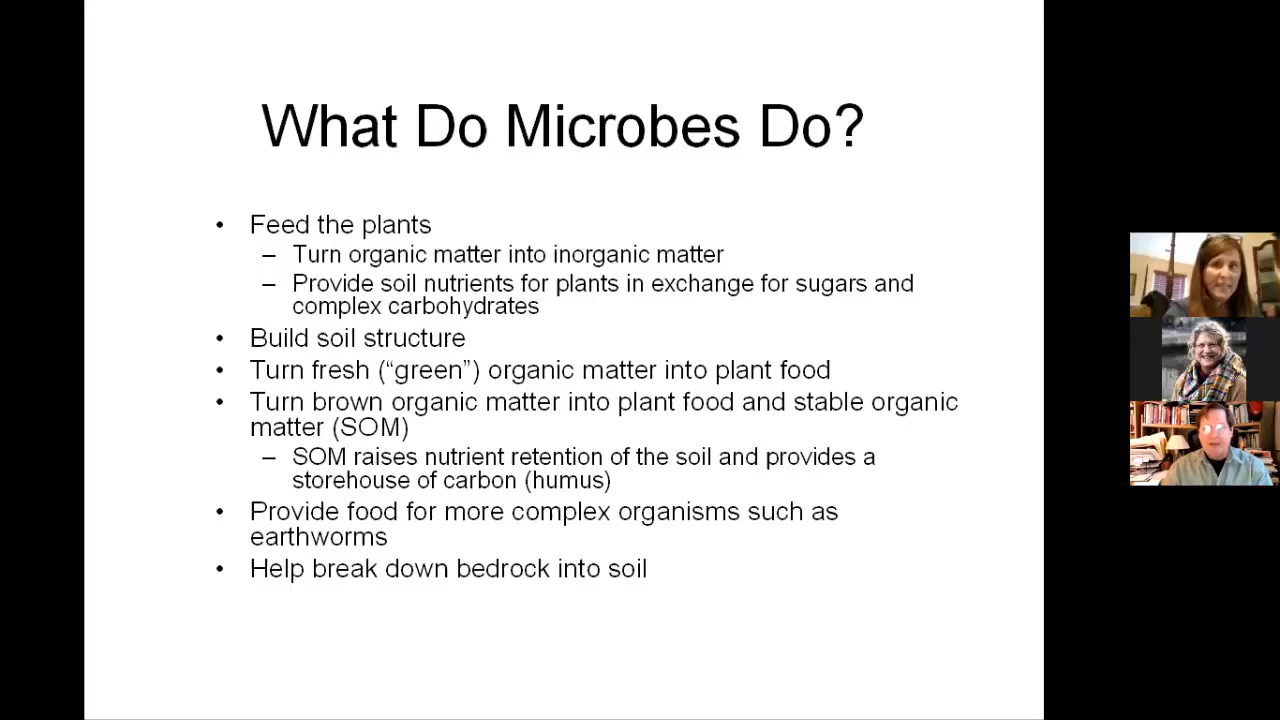 What Do Microbes Do?
• Feed the plants
– Turn organic matter into inorganic matter
– Provide soil nutrients for plants in exchange for sugars and
complex carbohydrates
• Build soil structure
• Turn fresh (“green”) organic matter into plant food
• Turn brown organic matter into plant food and stable organic
matter (SOM)
– SOM raises nutrient retention of the soil and provides a
storehouse of carbon (humus)
• Provide food for more complex organisms such as
earthworms
• Help break down bedrock into soil